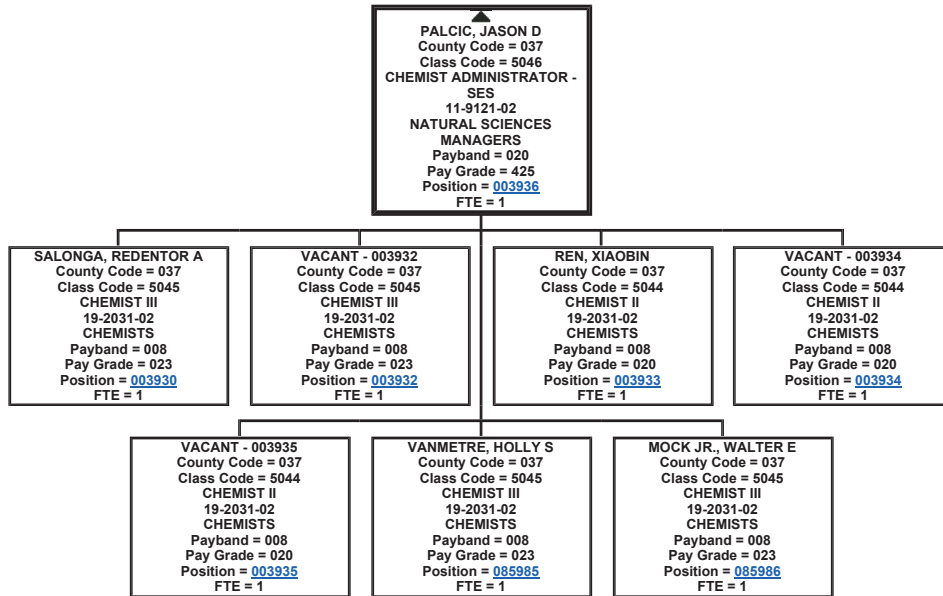 PALCIC, JASON D
County Code = 037
Class Code = 5046
CHEMIST ADMINISTRATOR -
SES
11-9121-02
NATURAL SCIENCES
MANAGERS
Payband = 020
Pay Grade = 425
Position = 003936
FTE = 1
SALONGA, REDENTOR A
County Code = 037
Class Code = 5045
CHEMIST III
19-2031-02
CHEMISTS
Payband = 008
Pay Grade = 023
Position = 003930
FTE = 1
VACANT - 003932
County Code = 037
Class Code = 5045
CHEMIST III
19-2031-02
CHEMISTS
Payband = 008
Pay Grade = 023
Position = 003932
FTE = 1
REN, XIAOBIN
County Code = 037
Class Code = 5044
CHEMIST II
19-2031-02
CHEMISTS
Payband = 008
Pay Grade = 020
Position = 003933
FTE = 1
VACANT - 003934
County Code = 037
Class Code = 5044
CHEMIST II
19-2031-02
CHEMISTS
Payband = 008
Pay Grade = 020
Position = 003934
FTE = 1
VACANT - 003935
County Code = 037
Class Code = 5044
CHEMIST II
19-2031-02
CHEMISTS
Payband = 008
Pay Grade = 020
Position = 003935
FTE = 1
VANMETRE, HOLLY S
County Code = 037
Class Code = 5045
CHEMIST III
19-2031-02
CHEMISTS
Payband = 008
Pay Grade = 023
Position = 085985
FTE = 1
MOCK JR., WALTER E
County Code = 037
Class Code = 5045
CHEMIST III
19-2031-02
CHEMISTS
Payband = 008
Pay Grade = 023
Position = 085986
FTE = 1